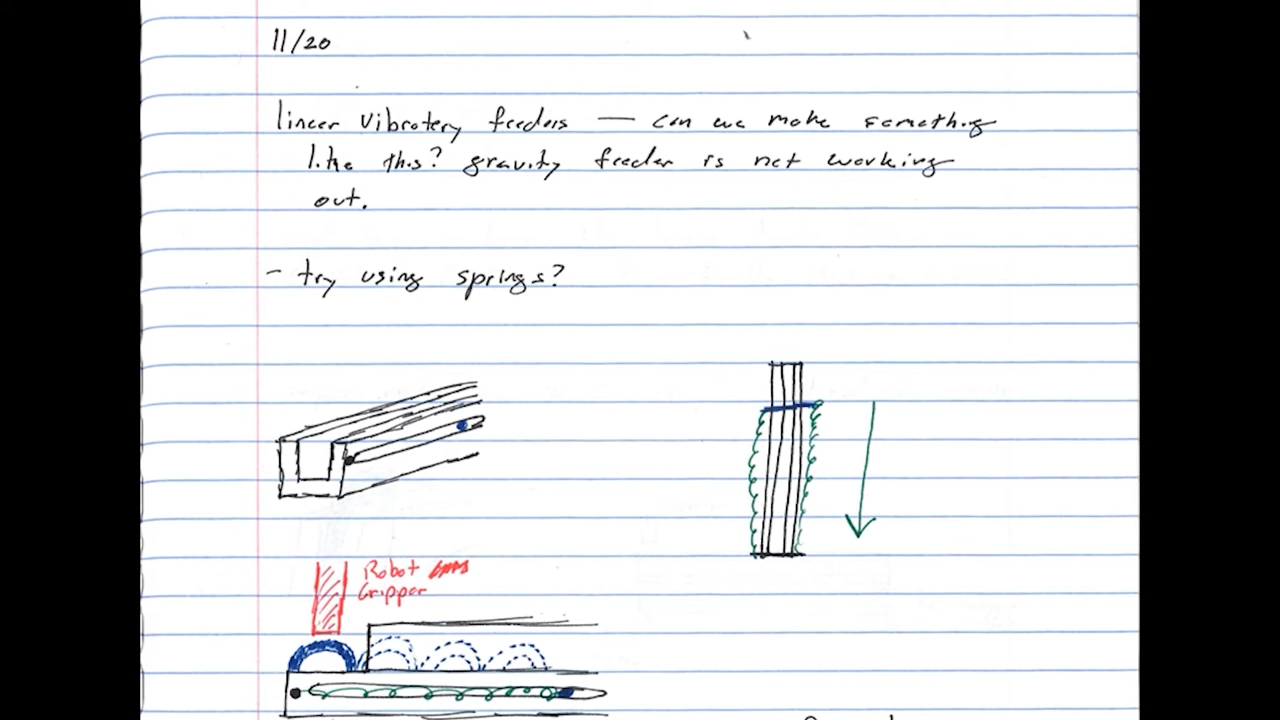 11/20
linear vibratory feeders — can we make something
like this? gravity feeder is not working
out.
- try using springs?
Robot
Gripper